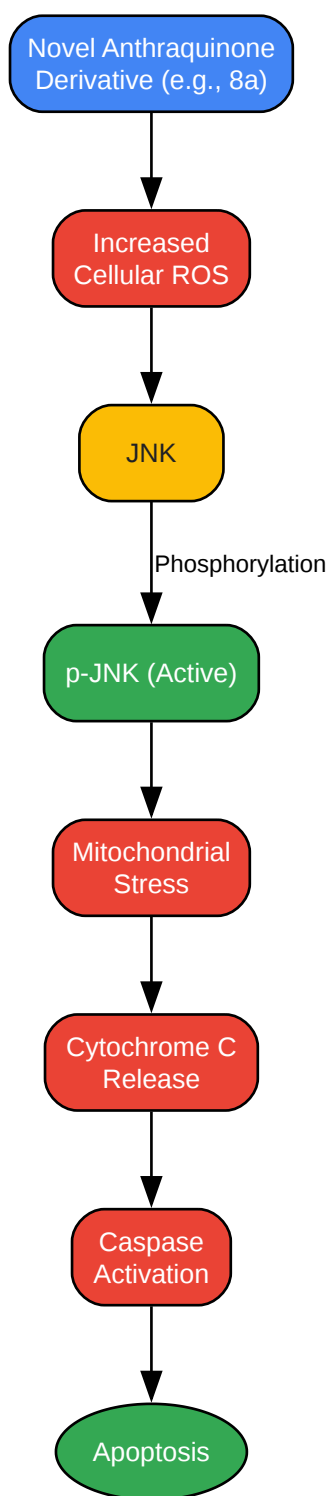 Novel Anthraquinone
Derivative (e.g., 8a)
Increased
Cellular ROS
JNK
Phosphorylation
p-JNK (Active)
Mitochondrial
Stress
Cytochrome C
Release
Caspase
Activation
Apoptosis